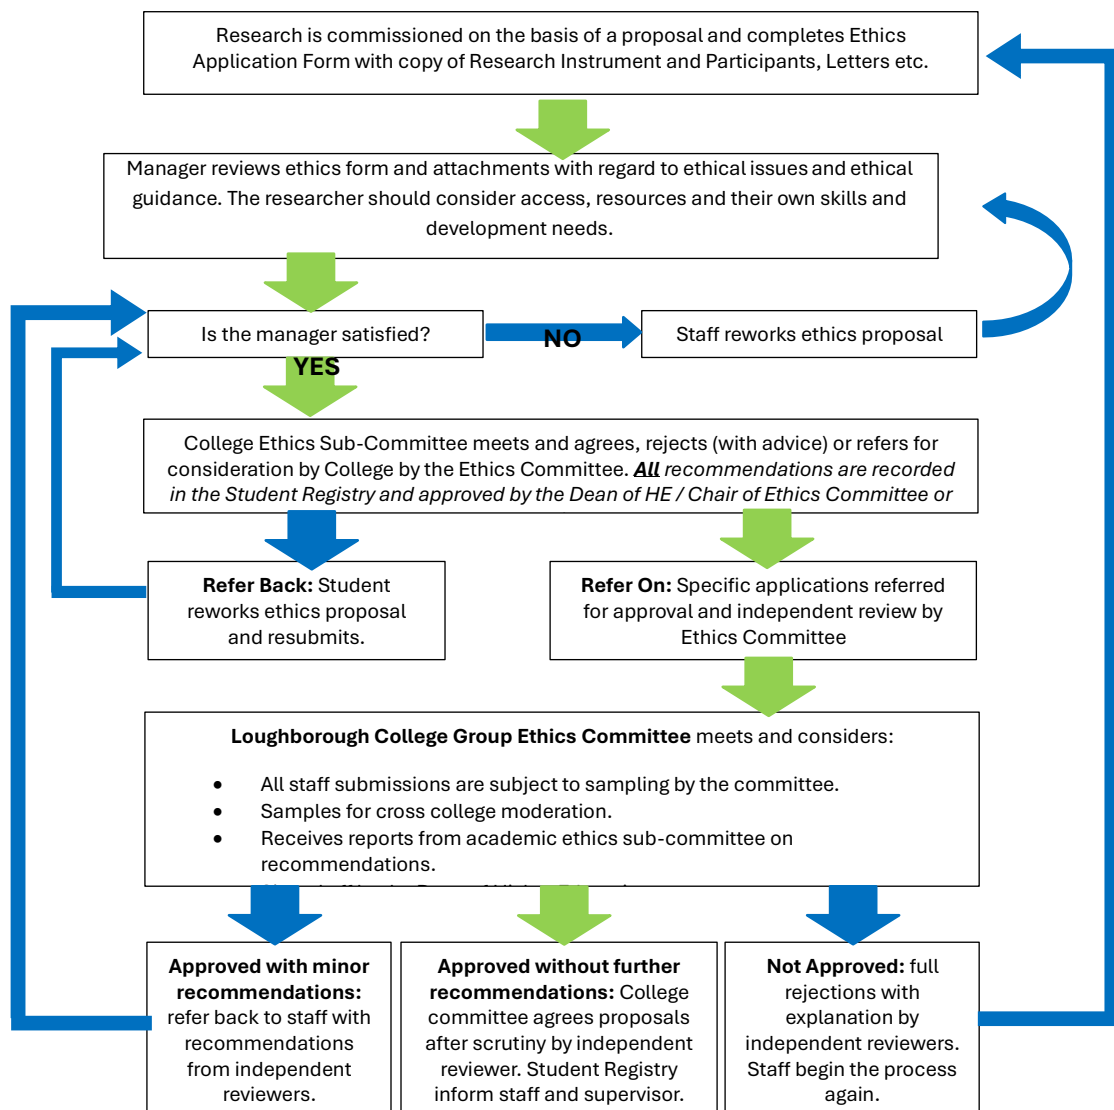 Research is commissioned on the basis of a proposal and completes Ethics
Application Form with copy of Research Instrument and Participants, Letters etc.
Manager reviews ethics form and attachments with regard to ethical issues and ethical
guidance. The researcher should consider access, resources and their own skills and
development needs.
Is the manager satisfied?
NO
Staff reworks ethics proposal
YES
College Ethics Sub-Committee meets and agrees, rejects (with advice) or refers for
consideration by College by the Ethics Committee. All recommendations are recorded
in the Student Registry and approved by the Dean of HE / Chair of Ethics Committee or
Refer Back: Student
reworks ethics proposal
and resubmits.
Refer On: Specific applications referred
for approval and independent review by
Ethics Committee
Loughborough College Group Ethics Committee meets and considers:
• All staff submissions are subject to sampling by the committee.
• Samples for cross college moderation.
• Receives reports from academic ethics sub-committee on
recommendations.
Approved with minor
recommendations:
refer back to staff with
recommendations
from independent
reviewers.
Approved without further
recommendations: College
committee agrees proposals
after scrutiny by independent
reviewer. Student Registry
inform staff and supervisor.
Not Approved: full
rejections with
explanation by
independent reviewers.
Staff begin the process
again.